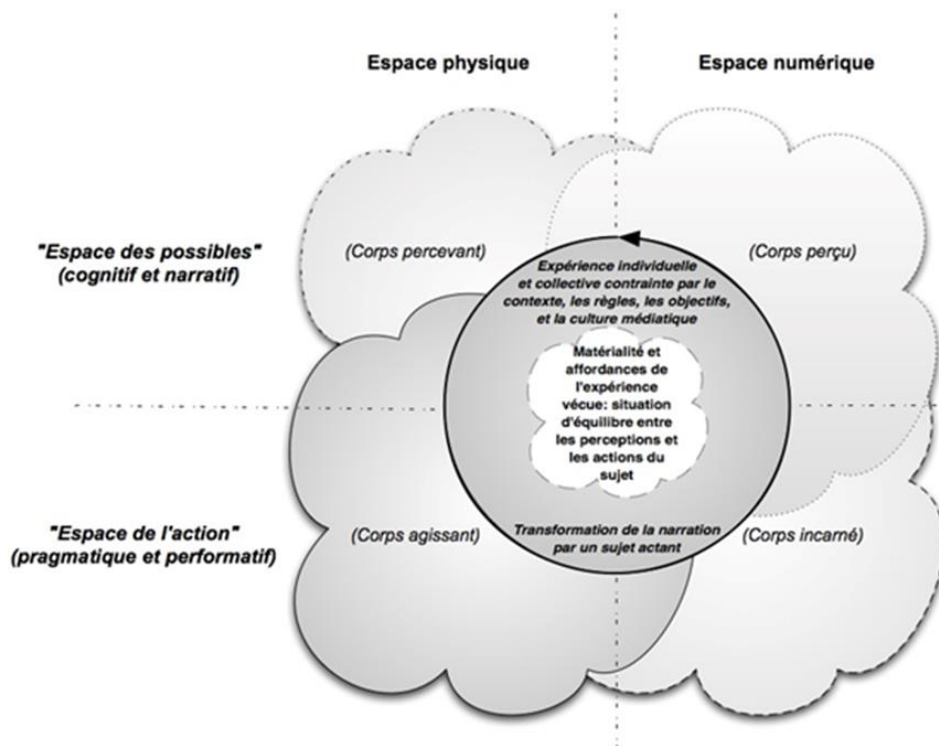 Espace physique
Espace numérique
"Espace des possibles"
(cognitif et narratif)
(Corps percevant)
(Corps perçu)
Expérience individuelle
et collective contrainte par le
contexte, les règles, les objectifs,
et la culture médiatique
Matérialité et
affordances de
l'expérience
vécue: situation
d'équilibre entre
les perceptions et
les actions du
sujet
"Espace de l'action"
(pragmatique et performatif)
(Corps agissant)
Transformation de la narration
par un sujet actant
(Corps incarné)